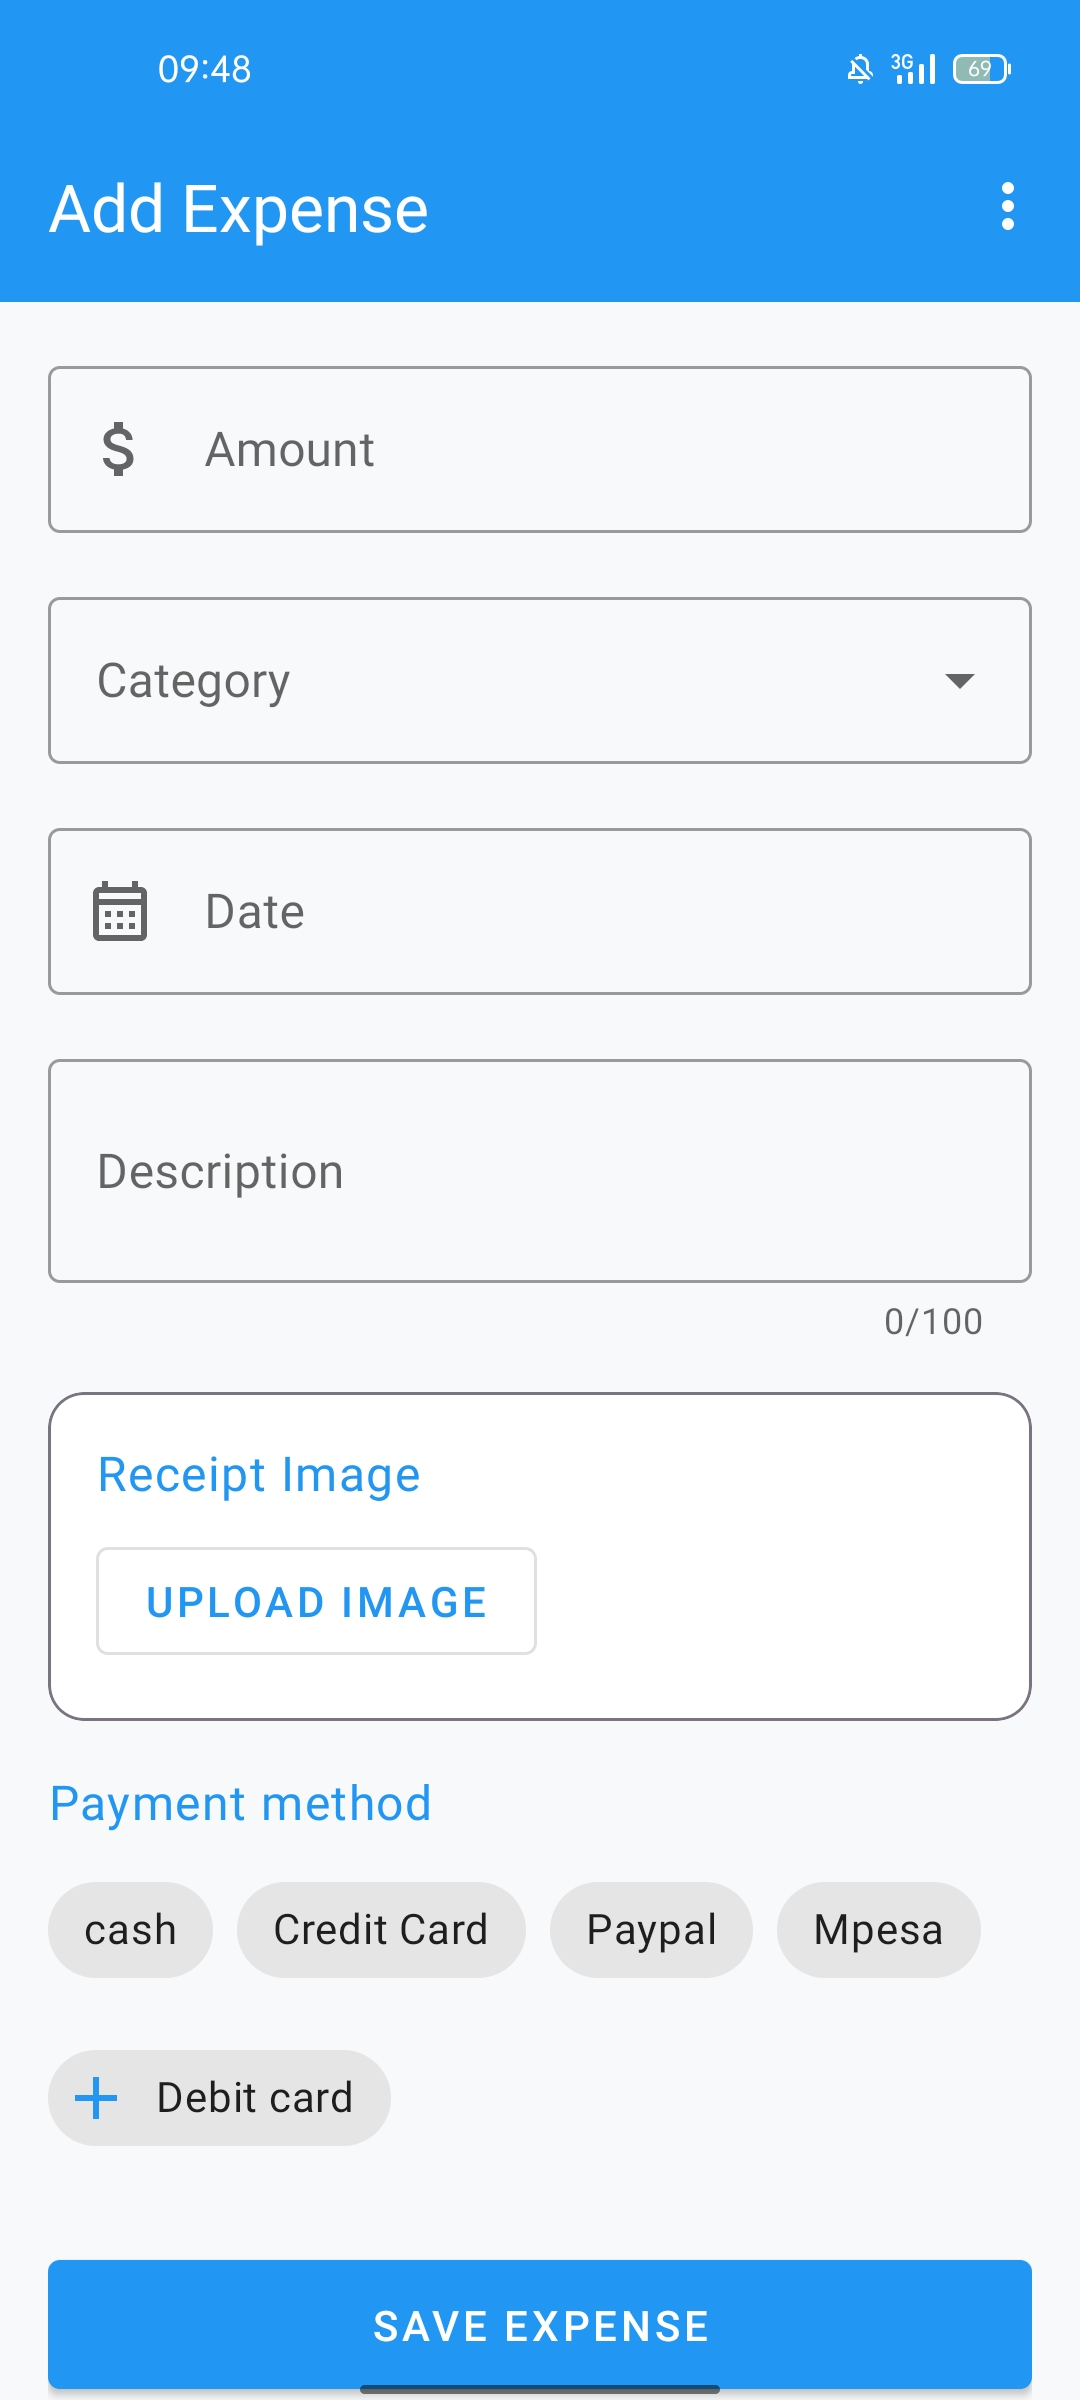 09:48
3G
69
Add Expense
$ Amount
Category
Date
Description
0/100
Receipt Image
UPLOAD IMAGE
Payment method
cash Credit Card Paypal Mpesa
Debit card
SAVE EXPENSE